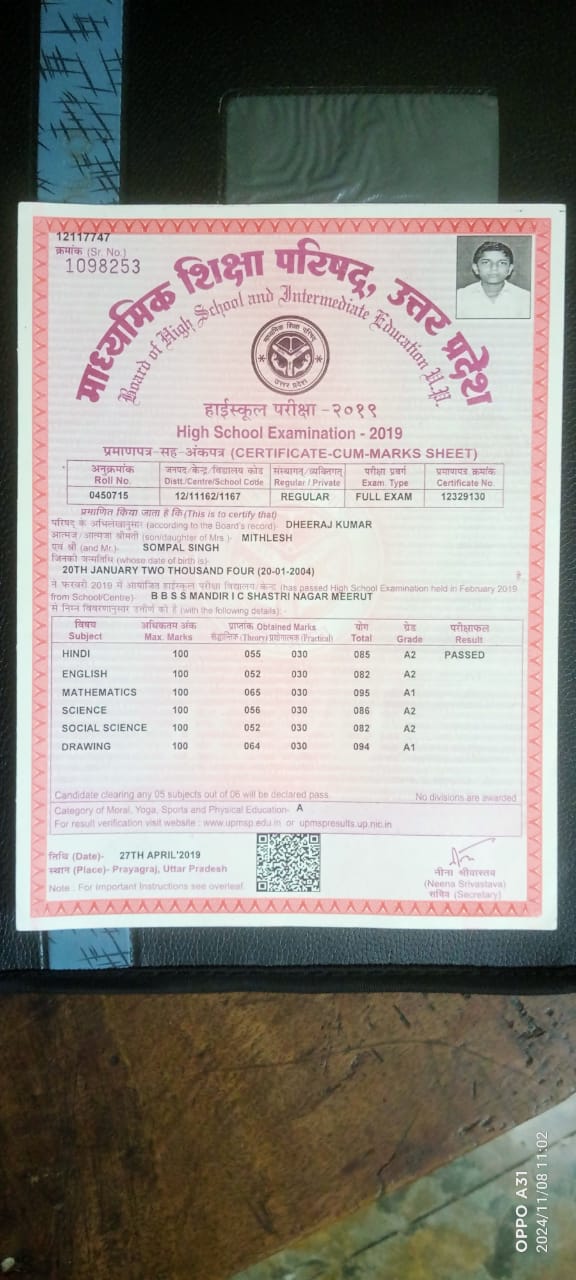 12117747
क्रमांक (Sr. No.)
1098253
माध्यमिक शिक्षा परिषद्, उत्तर प्रदेश
Board of High School and Intermediate Education U.P.
माध्यमिक शिक्षा परिषद्
उत्तर प्रदेश
हाईस्कूल परीक्षा -२०१९
High School Examination - 2019
प्रमाणपत्र-सह-अंकपत्र (CERTIFICATE-CUM-MARKS SHEET)
अनुक्रमांक जनपद/केन्द्र/विद्यालय कोड संस्थागत्/व्यक्तिगत् परीक्षा प्रवर्ग प्रमाणपत्र क्रमांक
Roll No. Distt./Centre/School Code Regular / Private Exam. Type Certificate No.
0450715 12/11162/1167 REGULAR FULL EXAM 12329130
प्रमाणित किया जाता है कि (This is to certify that)
परिषद् के अभिलेखानुसार (according to the Board's record)- DHEERAJ KUMAR
आत्मज/आत्मजा श्रीमती (son/daughter of Mrs.)- MITHLESH
एवं श्री (and Mr.)- SOMPAL SINGH
जिनकी जन्मतिथि (whose date of birth is)-
20TH JANUARY TWO THOUSAND FOUR (20-01-2004) है,
ने फरवरी 2019 में आयोजित हाईस्कूल परीक्षा विद्यालय/केन्द्र (has passed High School Examination held in February 2019
from School/Centre)- B B S S MANDIR I C SHASTRI NAGAR MEERUT
से निम्न विवरणानुसार उत्तीर्ण की है (with the following details):-
विषय अधिकतम अंक प्राप्तांक Obtained Marks योग ग्रेड परीक्षाफल
Subject Max. Marks सैद्धान्तिक (Theory) प्रयोगात्मक (Practical) Total Grade Result
HINDI 100 055 030 085 A2 PASSED
ENGLISH 100 052 030 082 A2
MATHEMATICS 100 065 030 095 A1
SCIENCE 100 056 030 086 A2
SOCIAL SCIENCE 100 052 030 082 A2
DRAWING 100 064 030 094 A1
Candidate clearing any 05 subjects out of 06 will be declared pass. No divisions are awarded
Category of Moral, Yoga, Sports and Physical Education- A
For result verification visit website : www.upmsp.edu.in or upmspresults.up.nic.in
तिथि (Date)- 27TH APRIL'2019
स्थान (Place)- Prayagraj, Uttar Pradesh
Note : For Important Instructions see overleaf.
नीना श्रीवास्तव
(Neena Srivastava)
सचिव (Secretary)
OPPO A31
2024/11/08 11:02